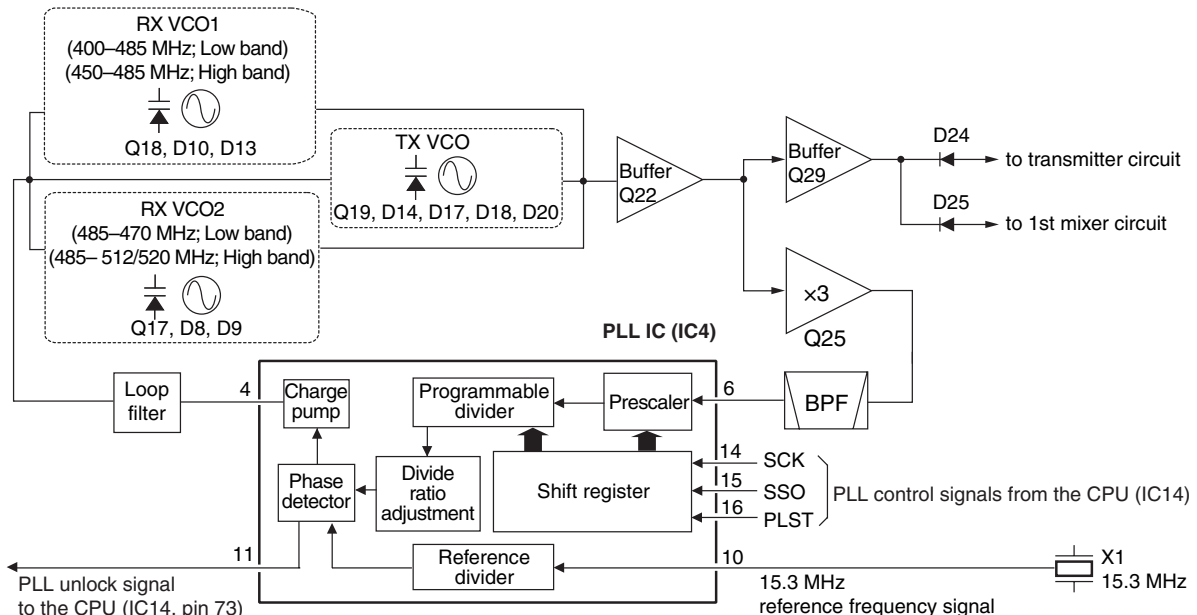 RX VCO1
(400–485 MHz; Low band)
(450–485 MHz; High band)
Q18, D10, D13
TX VCO
Q19, D14, D17, D18, D20
RX VCO2
(485–470 MHz; Low band)
(485– 512/520 MHz; High band)
Q17, D8, D9
Buffer
Q22
Buffer
Q29
D24
to transmitter circuit
D25
to 1st mixer circuit
×3
Q25
PLL IC (IC4)
Loop
filter
4
Charge
pump
Programmable
divider
Prescaler
6
BPF
Phase
detector
Divide
ratio
adjustment
Shift register
14
SCK
15
SSO
16
PLST
PLL control signals from the CPU (IC14)
11
Reference
divider
10
X1
15.3 MHz
PLL unlock signal
to the CPU (IC14, pin 73)
15.3 MHz
reference frequency signal